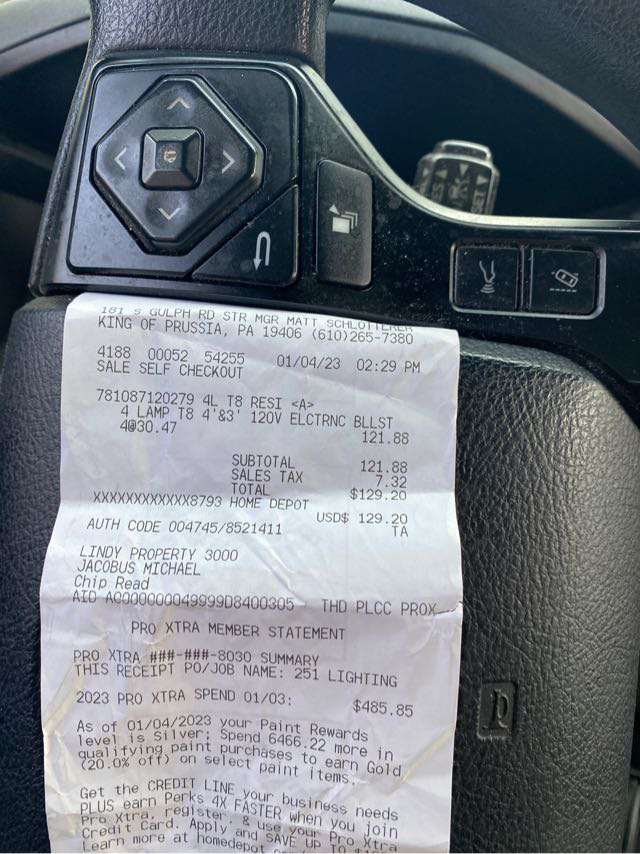 181 S GULPH RD STR MGR MATT SCHLOTTERER
KING OF PRUSSIA, PA 19406 (610)265-7380
4188 00052 54255 01/04/23 02:29 PM
SALE SELF CHECKOUT
781087120279 4L T8 RESI <A>
4 LAMP T8 4'&3' 120V ELCTRNC BLLST
4@30.47 121.88
SUBTOTAL 121.88
SALES TAX 7.32
TOTAL $129.20
XXXXXXXXXXXX8793 HOME DEPOT
USD$ 129.20
AUTH CODE 004745/8521411 TA
LINDY PROPERTY 3000
JACOBUS MICHAEL
Chip Read
AID A0000000049999D8400305 - THD PLCC PROX
PRO XTRA MEMBER STATEMENT
PRO XTRA ###-###-8030 SUMMARY
THIS RECEIPT PO/JOB NAME: 251 LIGHTING
2023 PRO XTRA SPEND 01/03: $485.85
As of 01/04/2023 your Paint Rewards
level is Silver; Spend 6466.22 more in
qualifying paint purchases to earn Gold
(20.0% off) on select paint items.
Get the CREDIT LINE your business needs
PLUS earn Perks 4X FASTER when you join
Pro Xtra, register, & use your Pro Xtra
Credit Card. Apply and SAVE UP TO
Learn more at